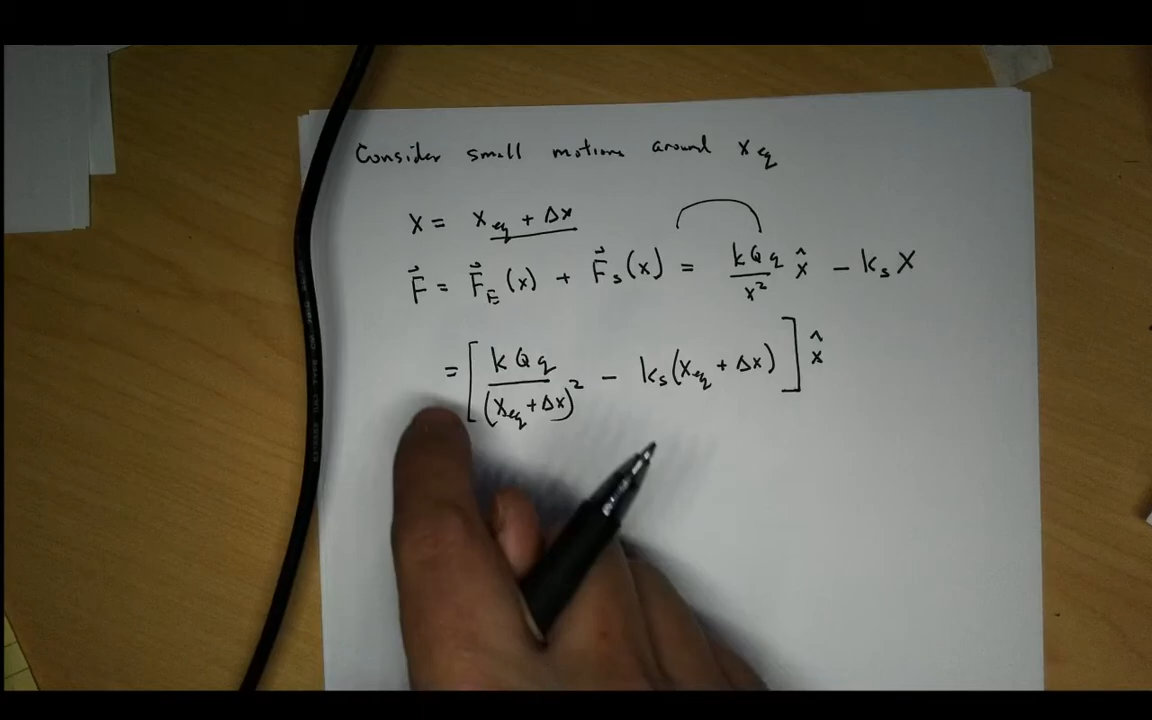 Consider small motions around x_eq
x = x_eq + Δx
F⃗ = F⃗_E (x) + F⃗_s (x) = kQq/x² x̂ - k_s x
= [ kQq/(x_eq + Δx)² - k_s (x_eq + Δx) ] x̂